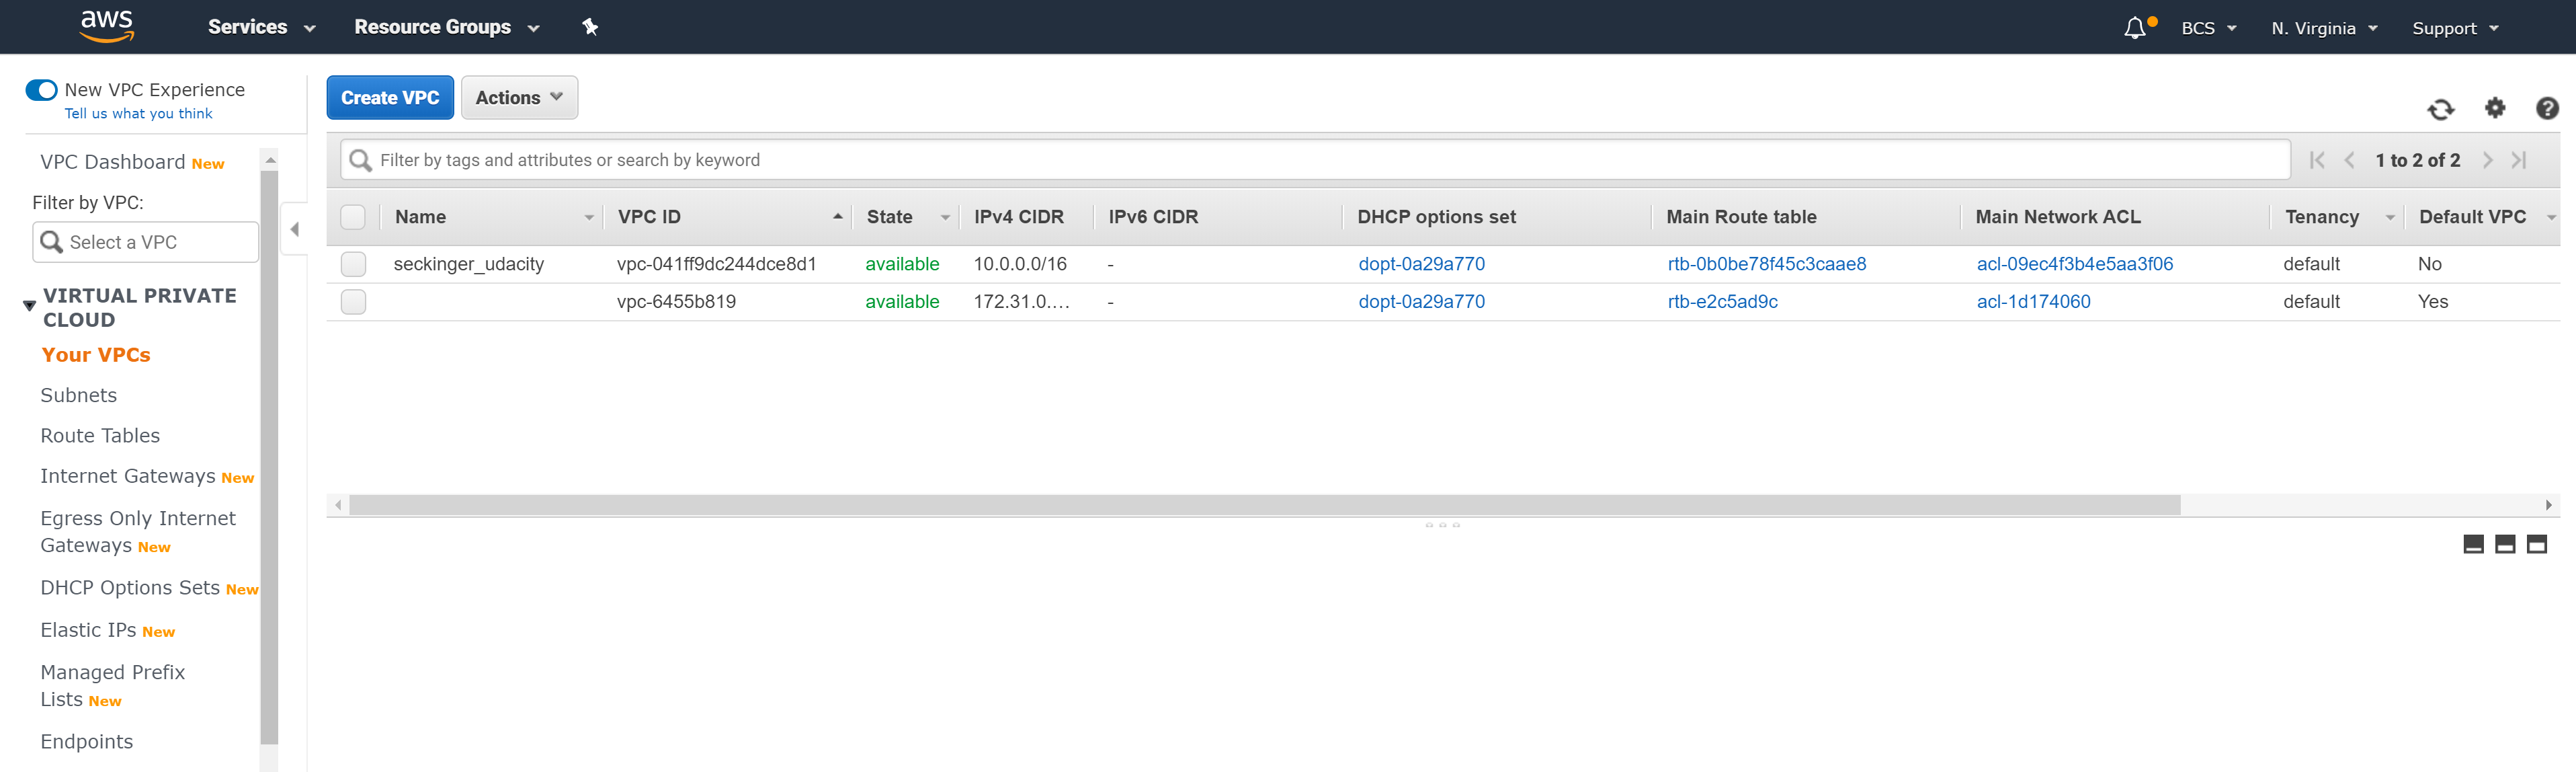 aws Services Resource Groups BCS N. Virginia Support
New VPC Experience
Tell us what you think
VPC Dashboard New
Filter by VPC:
Select a VPC
VIRTUAL PRIVATE
CLOUD
Your VPCs
Subnets
Route Tables
Internet Gateways New
Egress Only Internet
Gateways New
DHCP Options Sets New
Elastic IPs New
Managed Prefix
Lists New
Endpoints
Create VPC Actions
Filter by tags and attributes or search by keyword 1 to 2 of 2
Name VPC ID State IPv4 CIDR IPv6 CIDR DHCP options set Main Route table Main Network ACL Tenancy Default VPC
seckinger_udacity vpc-041ff9dc244dce8d1 available 10.0.0.0/16 - dopt-0a29a770 rtb-0b0be78f45c3caae8 acl-09ec4f3b4e5aa3f06 default No
vpc-6455b819 available 172.31.0.... - dopt-0a29a770 rtb-e2c5ad9c acl-1d174060 default Yes